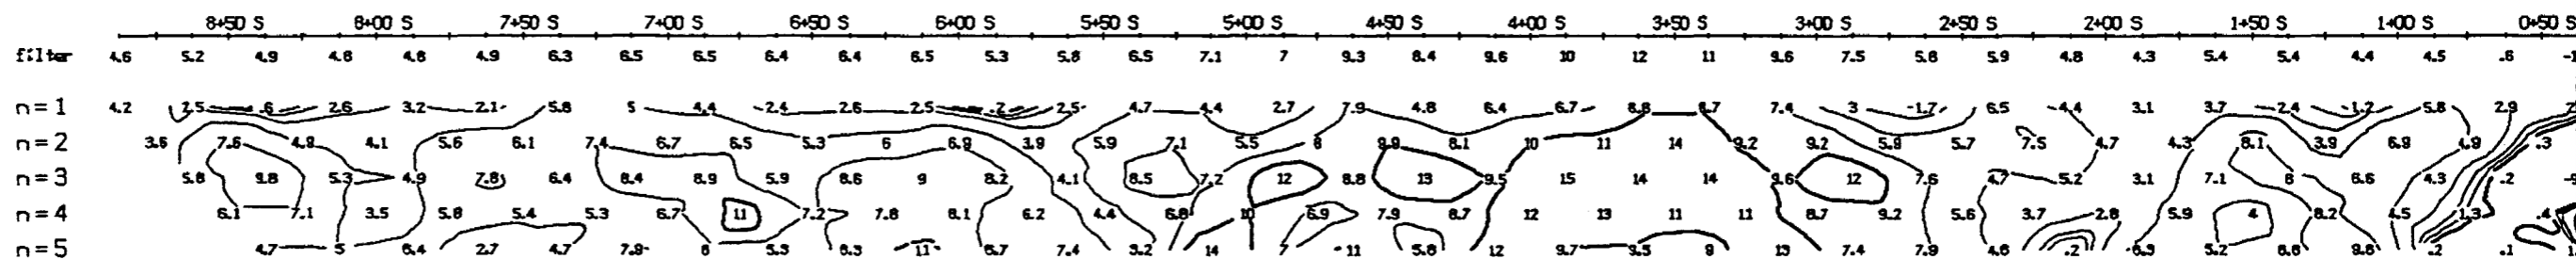 8+50 S 8+00 S 7+50 S 7+00 S 6+50 S 6+00 S 5+50 S 5+00 S 4+50 S 4+00 S 3+50 S 3+00 S 2+50 S 2+00 S 1+50 S 1+00 S 0+50 S
filter 4.6 5.2 4.9 4.8 4.8 4.9 6.3 6.5 6.5 6.4 6.4 6.5 5.3 5.8 6.5 7.1 7 9.3 8.4 9.6 10 12 11 9.6 7.5 5.8 5.9 4.8 4.3 5.4 5.4 4.4 4.5 .6
n=1 4.2 2.5 .6 2.6 3.2 2.1 5.8 5 4.4 2.4 2.6 2.5 .2 2.5 4.7 4.4 2.7 7.9 4.8 6.4 6.7 8.8 8.7 7.4 3 -1.7 6.5 4.4 3.1 3.7 2.4 -1.2 5.8 2.9
n=2 3.6 7.6 4.9 4.1 5.6 6.1 7.4 6.7 6.5 5.3 6 6.9 3.9 5.9 7.1 5.5 8 9.9 8.1 10 11 14 9.2 9.2 5.9 5.7 7.5 4.7 4.3 8.1 3.9 6.9 4.9 .3
n=3 5.8 9.8 5.3 4.9 7.8 6.4 8.4 8.9 5.9 8.6 9 8.2 4.1 8.5 7.2 12 8.8 13 9.5 15 14 14 9.6 12 7.6 4.7 5.2 3.1 7.1 8 6.6 4.3 .2
n=4 6.1 7.1 3.5 5.8 5.4 5.3 6.7 11 7.2 7.8 8.1 6.2 4.4 6.8 10 6.9 7.9 8.7 12 13 11 11 8.7 9.2 5.6 3.7 2.8 5.9 4 8.2 4.5 1.3 .4
n=5 4.7 5 6.4 2.7 4.7 7.9 8 5.3 6.3 11 6.7 7.4 3.2 14 7 11 5.8 12 9.7 9.5 9 13 7.4 7.9 4.6 .2 6.3 5.2 8.6 9.8 .2 .1